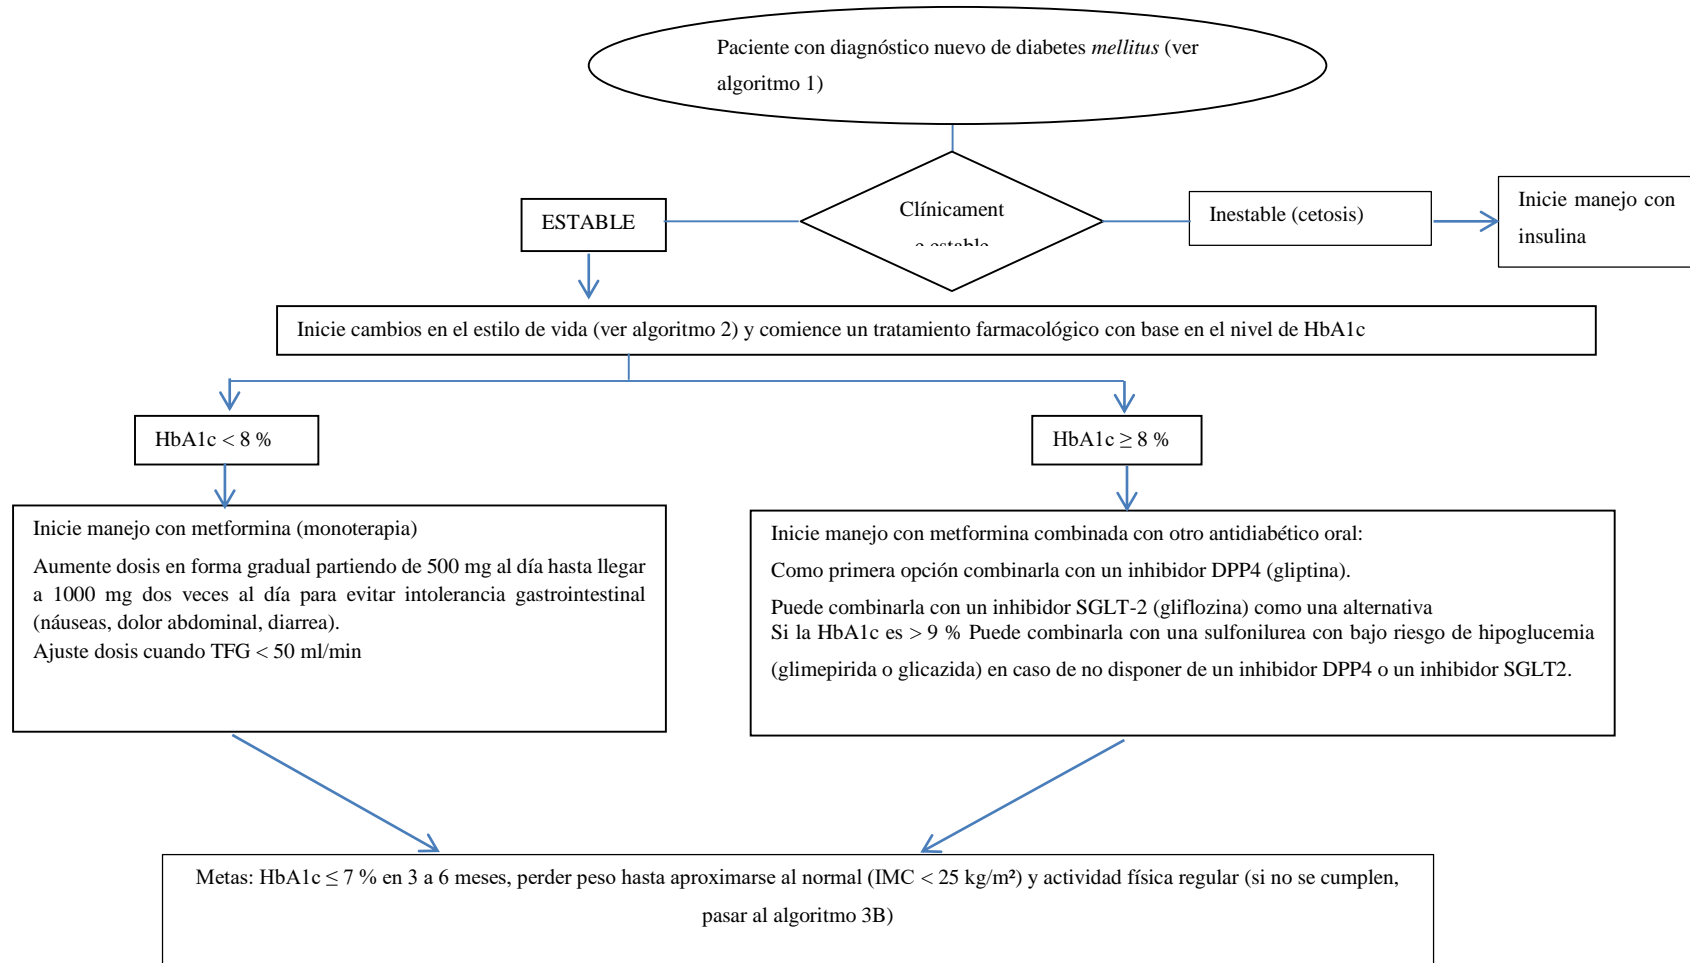 Paciente con diagnóstico nuevo de diabetes mellitus (ver
algoritmo 1)
ESTABLE
Clínicament
e estable
Inestable (cetosis)
Inicie manejo con
insulina
Inicie cambios en el estilo de vida (ver algoritmo 2) y comience un tratamiento farmacológico con base en el nivel de HbA1c
HbA1c < 8 %
HbA1c ≥ 8 %
Inicie manejo con metformina (monoterapia)
Aumente dosis en forma gradual partiendo de 500 mg al día hasta llegar
a 1000 mg dos veces al día para evitar intolerancia gastrointestinal
(náuseas, dolor abdominal, diarrea).
Ajuste dosis cuando TFG < 50 ml/min
Inicie manejo con metformina combinada con otro antidiabético oral:
Como primera opción combinarla con un inhibidor DPP4 (gliptina).
Puede combinarla con un inhibidor SGLT-2 (gliflozina) como una alternativa
Si la HbA1c es > 9 % Puede combinarla con una sulfonilurea con bajo riesgo de hipoglucemia
(glimepirida o glicazida) en caso de no disponer de un inhibidor DPP4 o un inhibidor SGLT2.
Metas: HbA1c ≤ 7 % en 3 a 6 meses, perder peso hasta aproximarse al normal (IMC < 25 kg/m²) y actividad física regular (si no se cumplen,
pasar al algoritmo 3B)